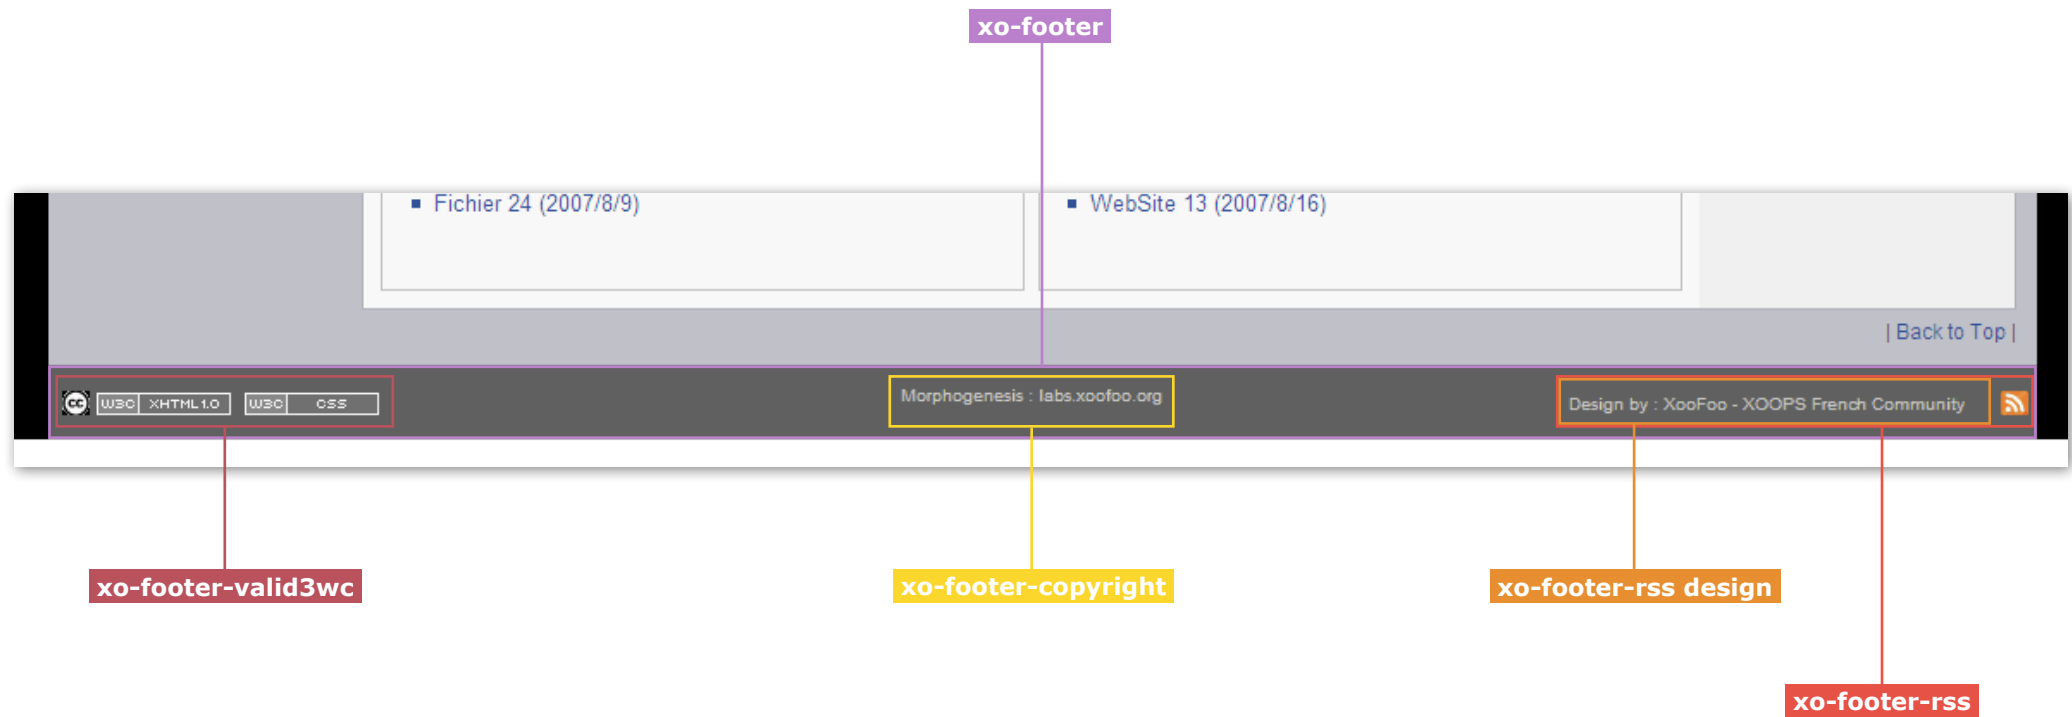 xo-footer
Fichier 24 (2007/8/9)
WebSite 13 (2007/8/16)
| Back to Top |
cc W3C XHTML 1.0 W3C CSS
Morphogenesis : labs.xoofoo.org
Design by : XooFoo - XOOPS French Community
xo-footer-valid3wc
xo-footer-copyright
xo-footer-rss design
xo-footer-rss